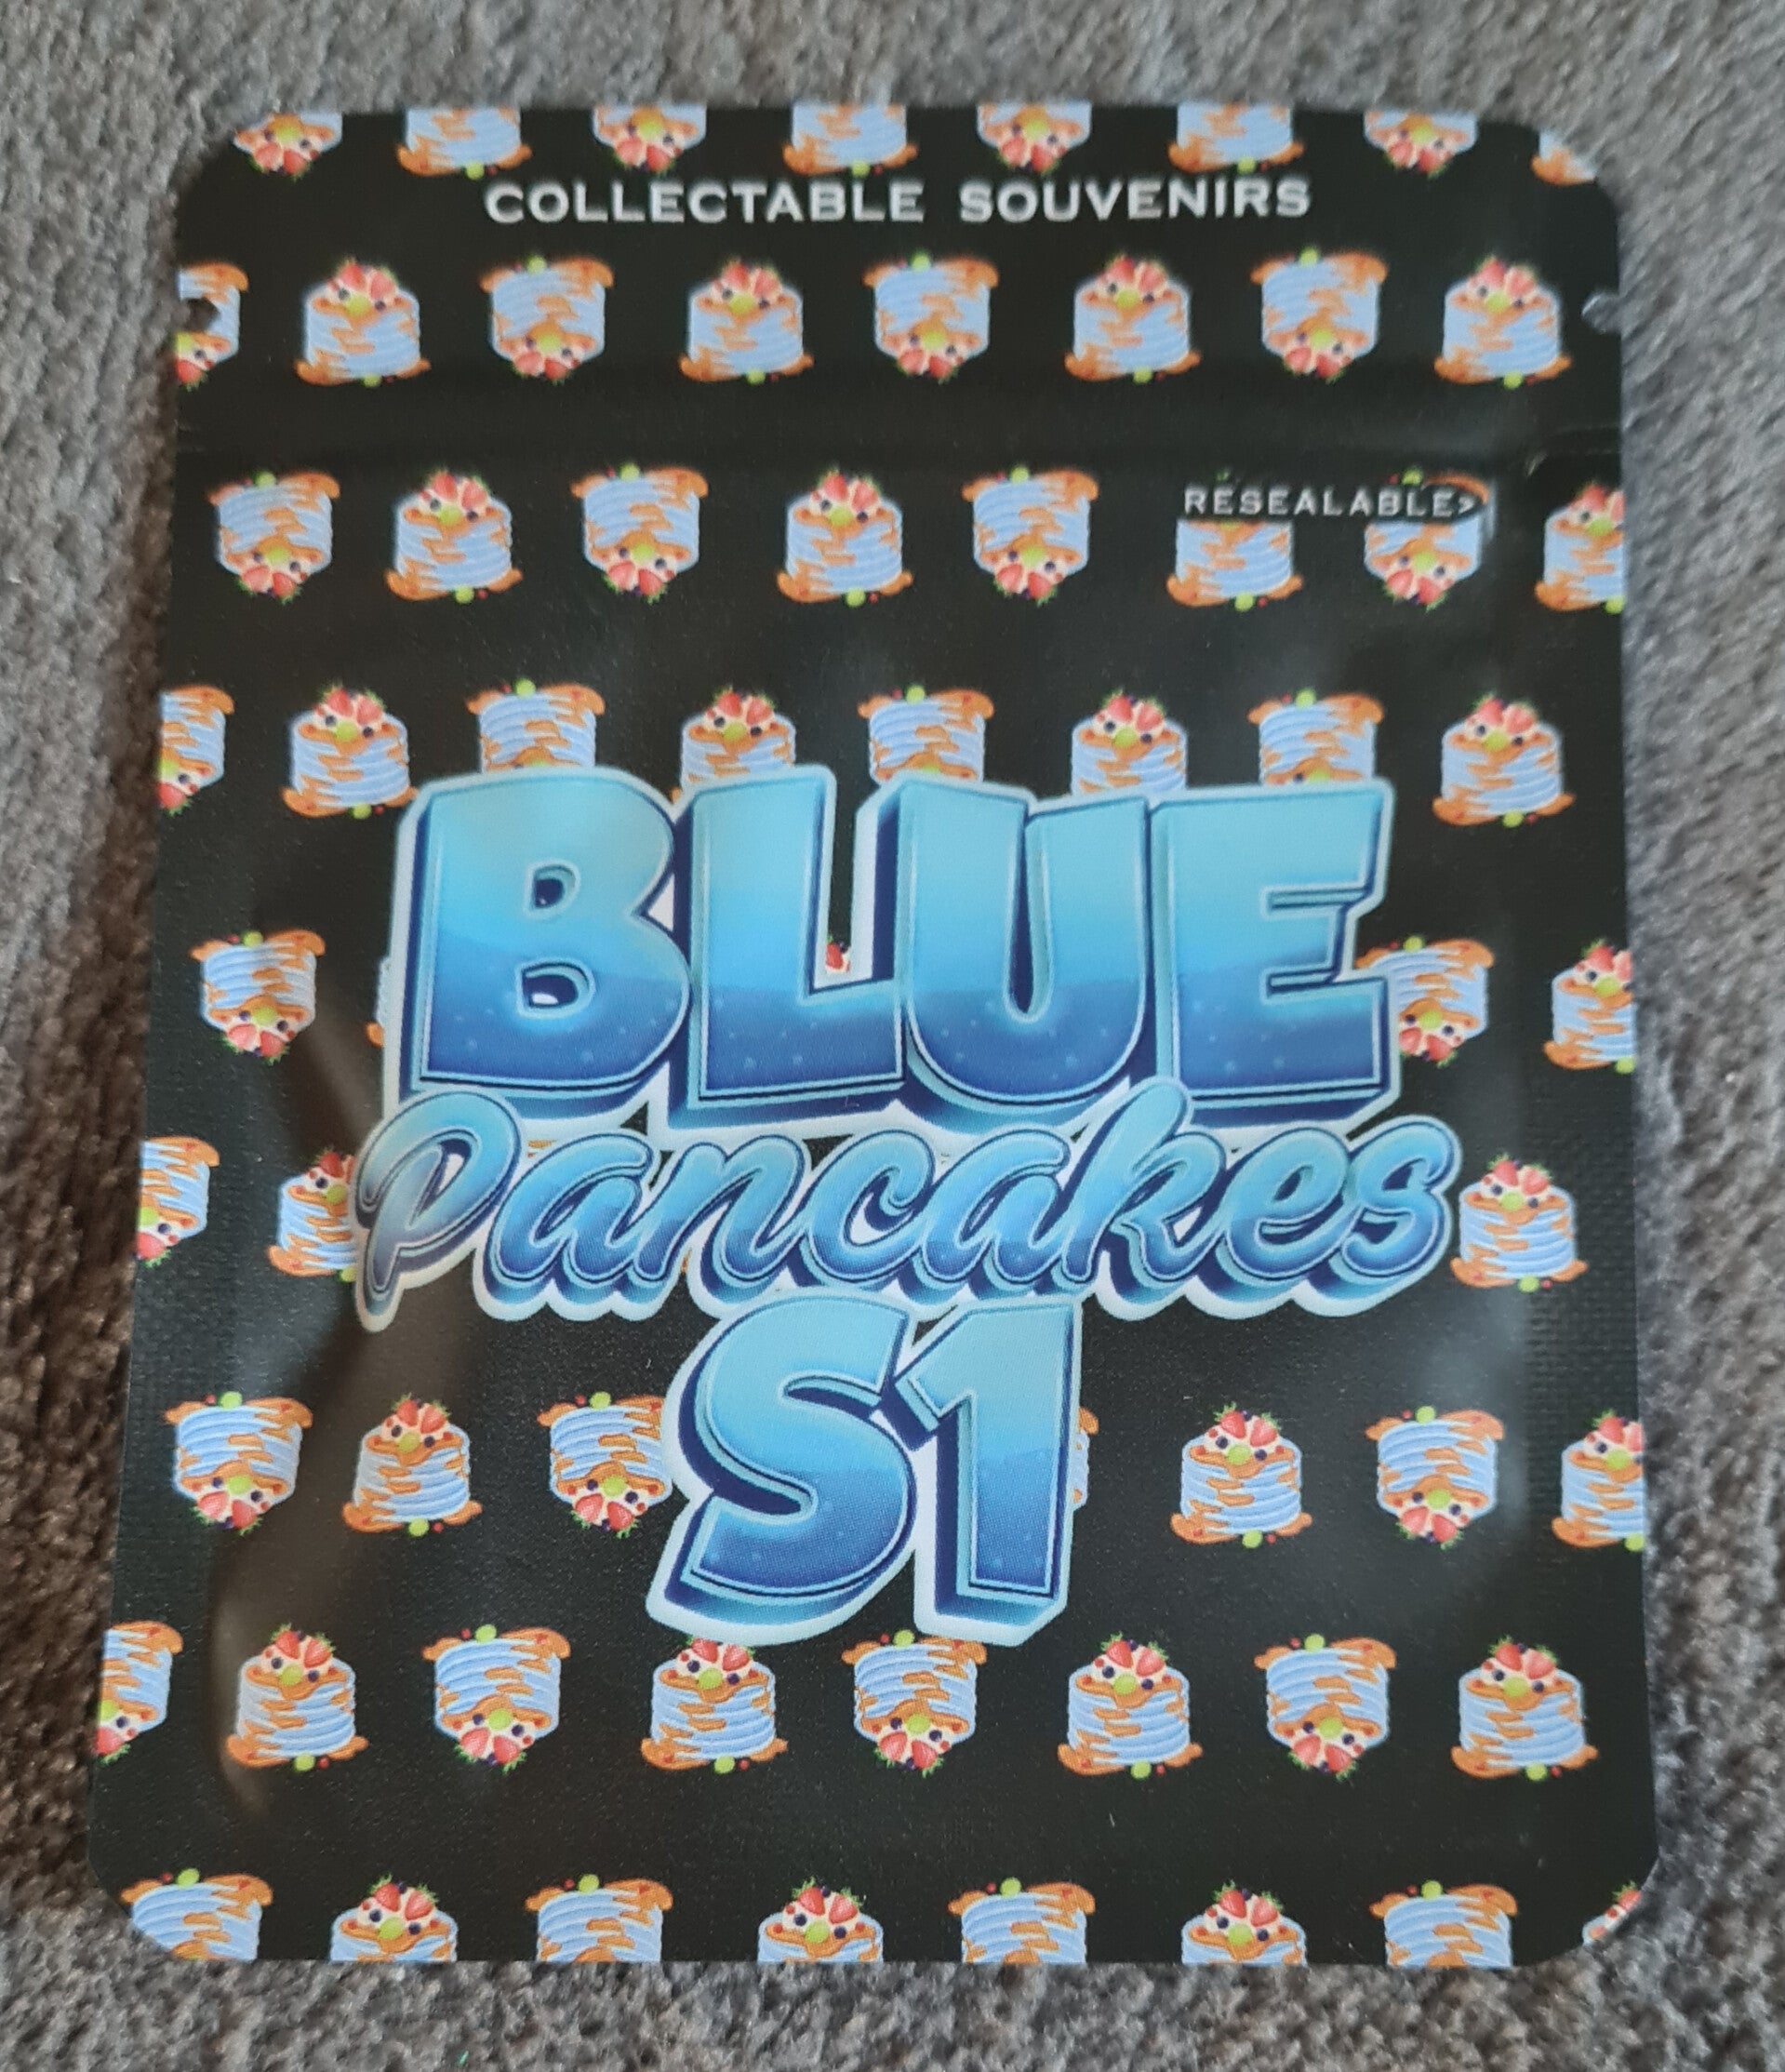 COLLECTABLE SOUVENIRS
RESEALABLE>
BLUE
Pancakes
S1